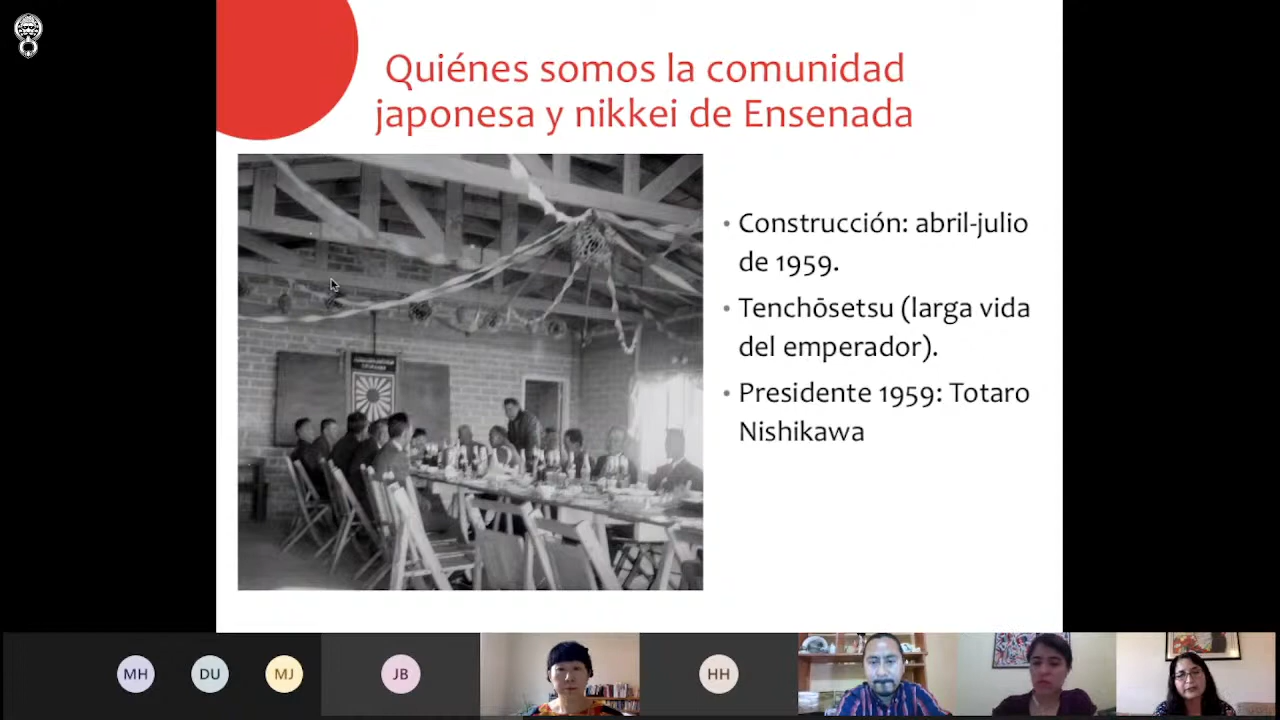 Quiénes somos la comunidad
japonesa y nikkei de Ensenada
• Construcción: abril-julio
de 1959.
• Tenchōsetsu (larga vida
del emperador).
• Presidente 1959: Totaro
Nishikawa
MH
DU
MJ
JB
HH